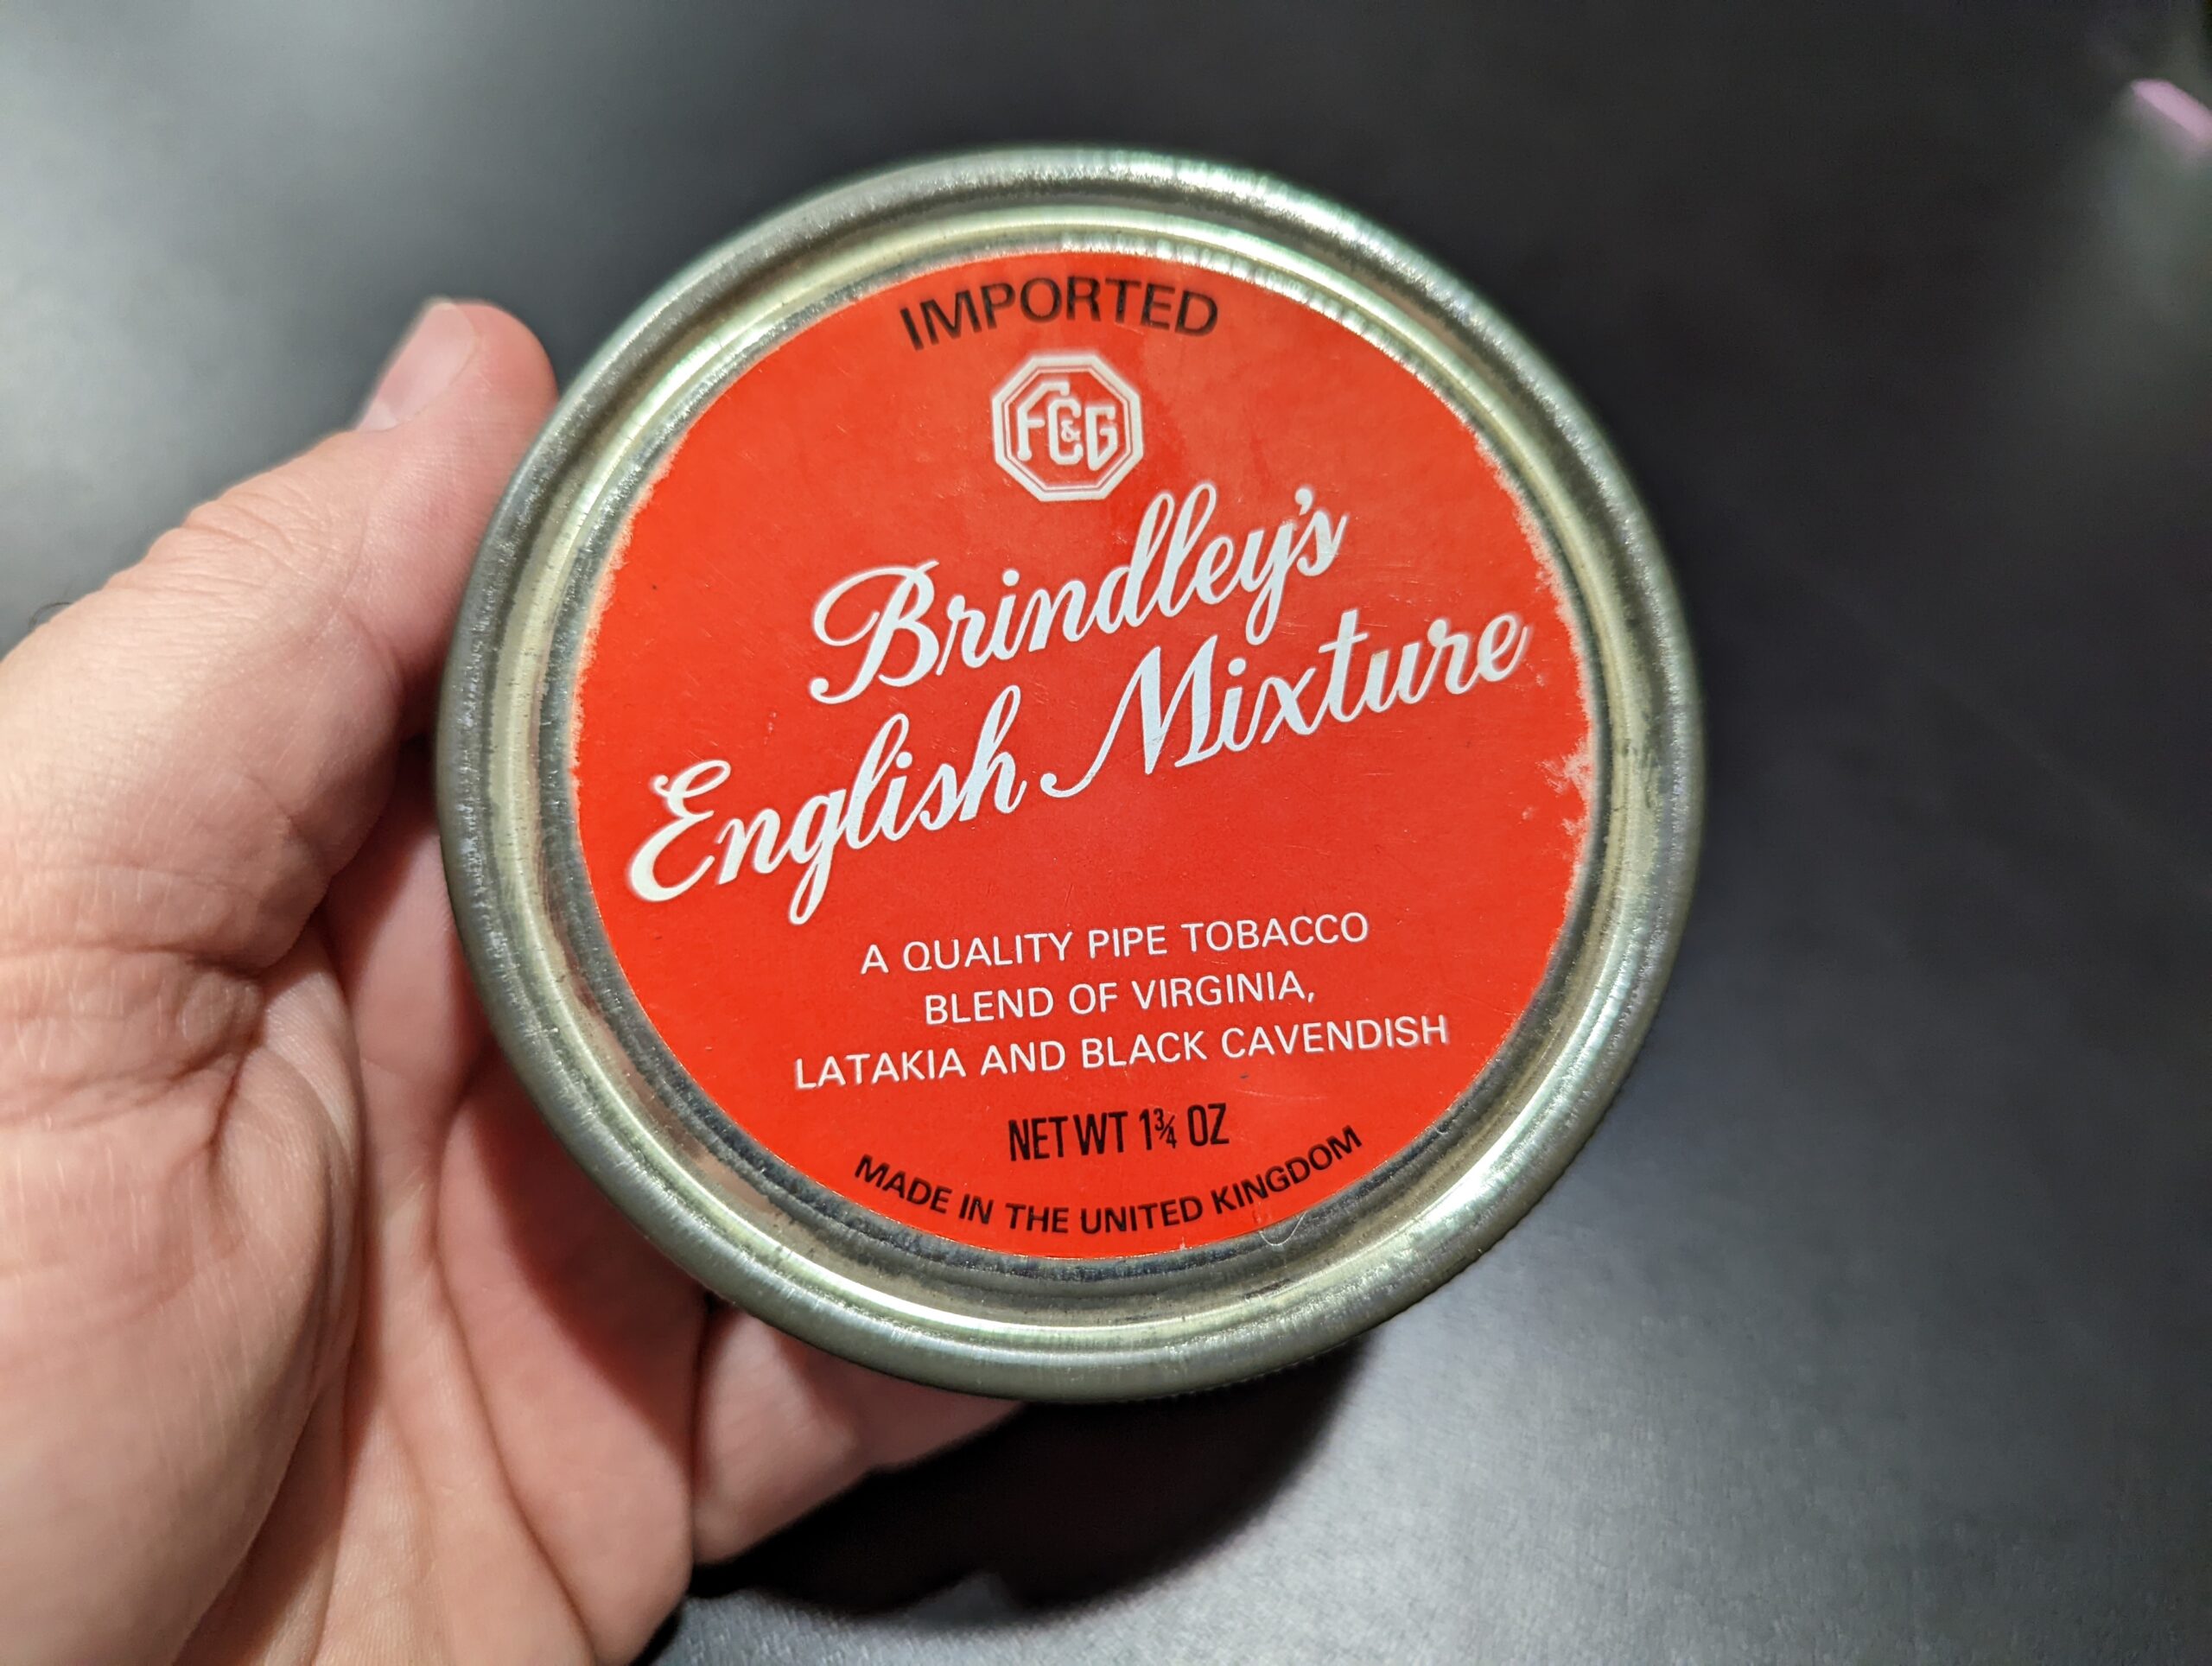 IMPORTED
FC&G
Brindley's
English Mixture
A QUALITY PIPE TOBACCO
BLEND OF VIRGINIA,
LATAKIA AND BLACK CAVENDISH
NET WT 1¾ OZ
MADE IN THE UNITED KINGDOM